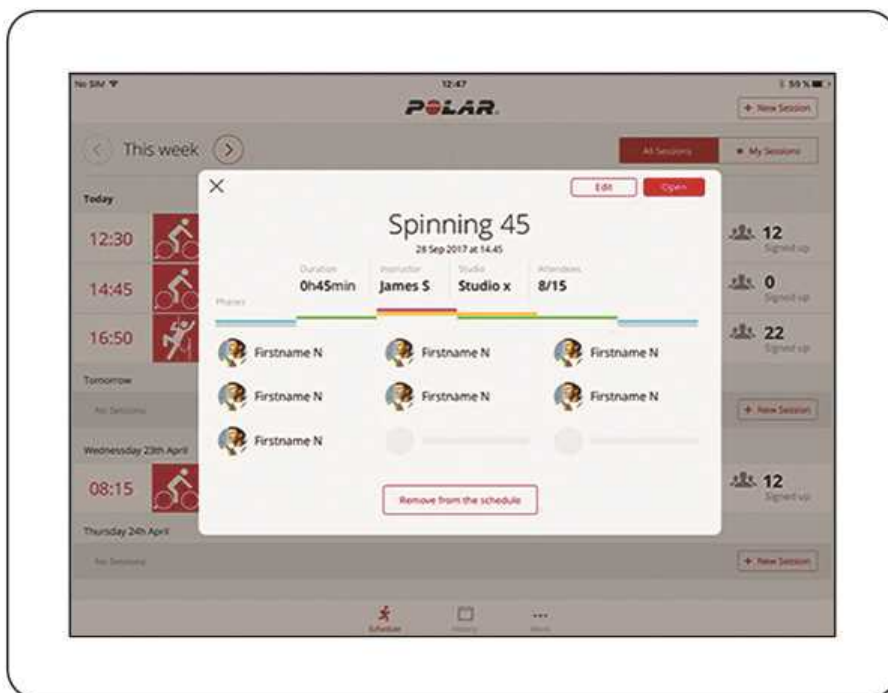 No SIM 12:47 59 %
POLAR.
+ New Session
This week
All Sessions My Sessions
Today
12:30
12
Signed up
14:45
0
Signed up
16:50
22
Signed up
Tomorrow
No Sessions
+ New Session
Wednesday 23th April
08:15
12
Signed up
Thursday 24h April
No Sessions
+ New Session
Schedule History More
Edit Open
Spinning 45
28 Sep 2017 at 14.45
Duration Instructor Studio Attendees
0h45min James S Studio x 8/15
Phases
Firstname N Firstname N Firstname N
Firstname N Firstname N Firstname N
Firstname N
Remove from the schedule